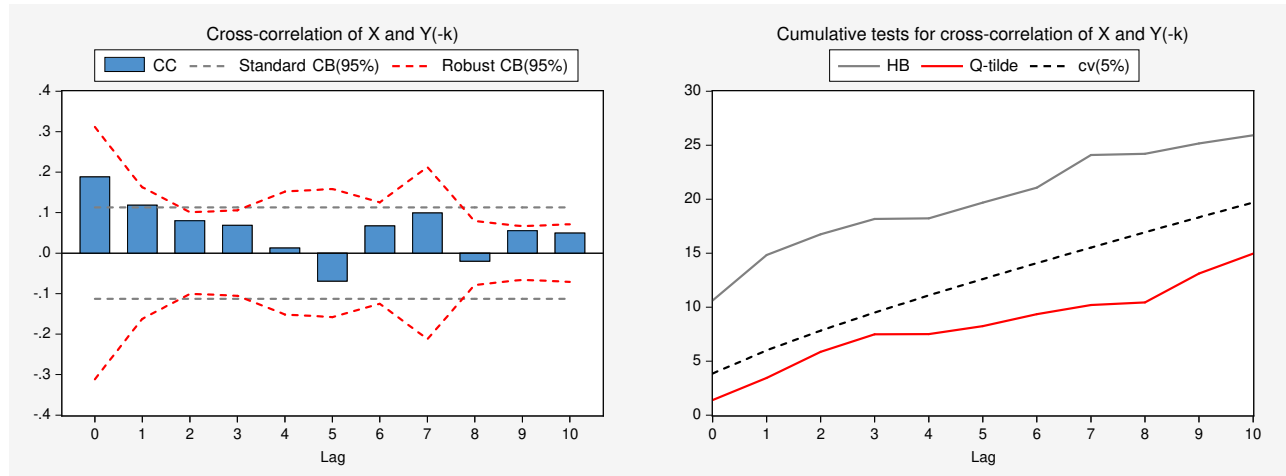 Cross-correlation of X and Y(-k)
CC Standard CB(95%) Robust CB(95%)
.4
.3
.2
.1
.0
-.1
-.2
-.3
-.4
0 1 2 3 4 5 6 7 8 9 10
Lag
Cumulative tests for cross-correlation of X and Y(-k)
HB Q-tilde cv(5%)
30
25
20
15
10
5
0
0 1 2 3 4 5 6 7 8 9 10
Lag